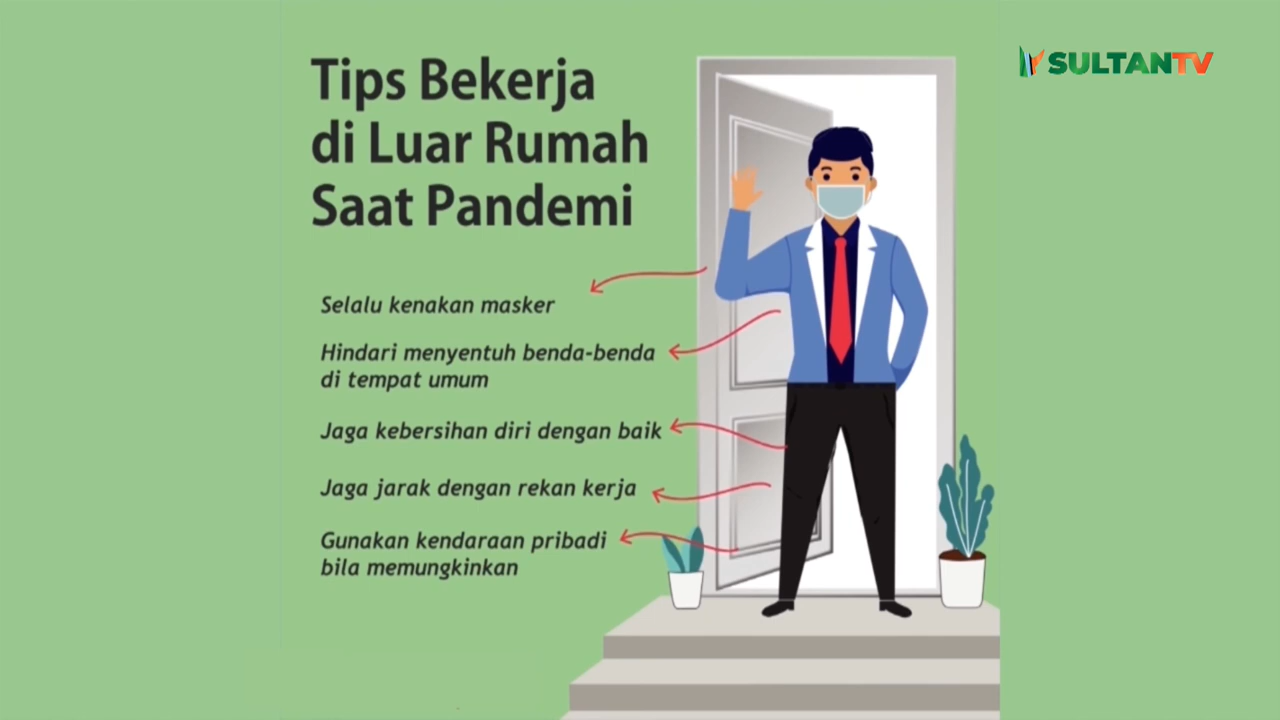 Tips Bekerja
di Luar Rumah
Saat Pandemi
SULTANTV
Selalu kenakan masker
Hindari menyentuh benda-benda
di tempat umum
Jaga kebersihan diri dengan baik
Jaga jarak dengan rekan kerja
Gunakan kendaraan pribadi
bila memungkinkan